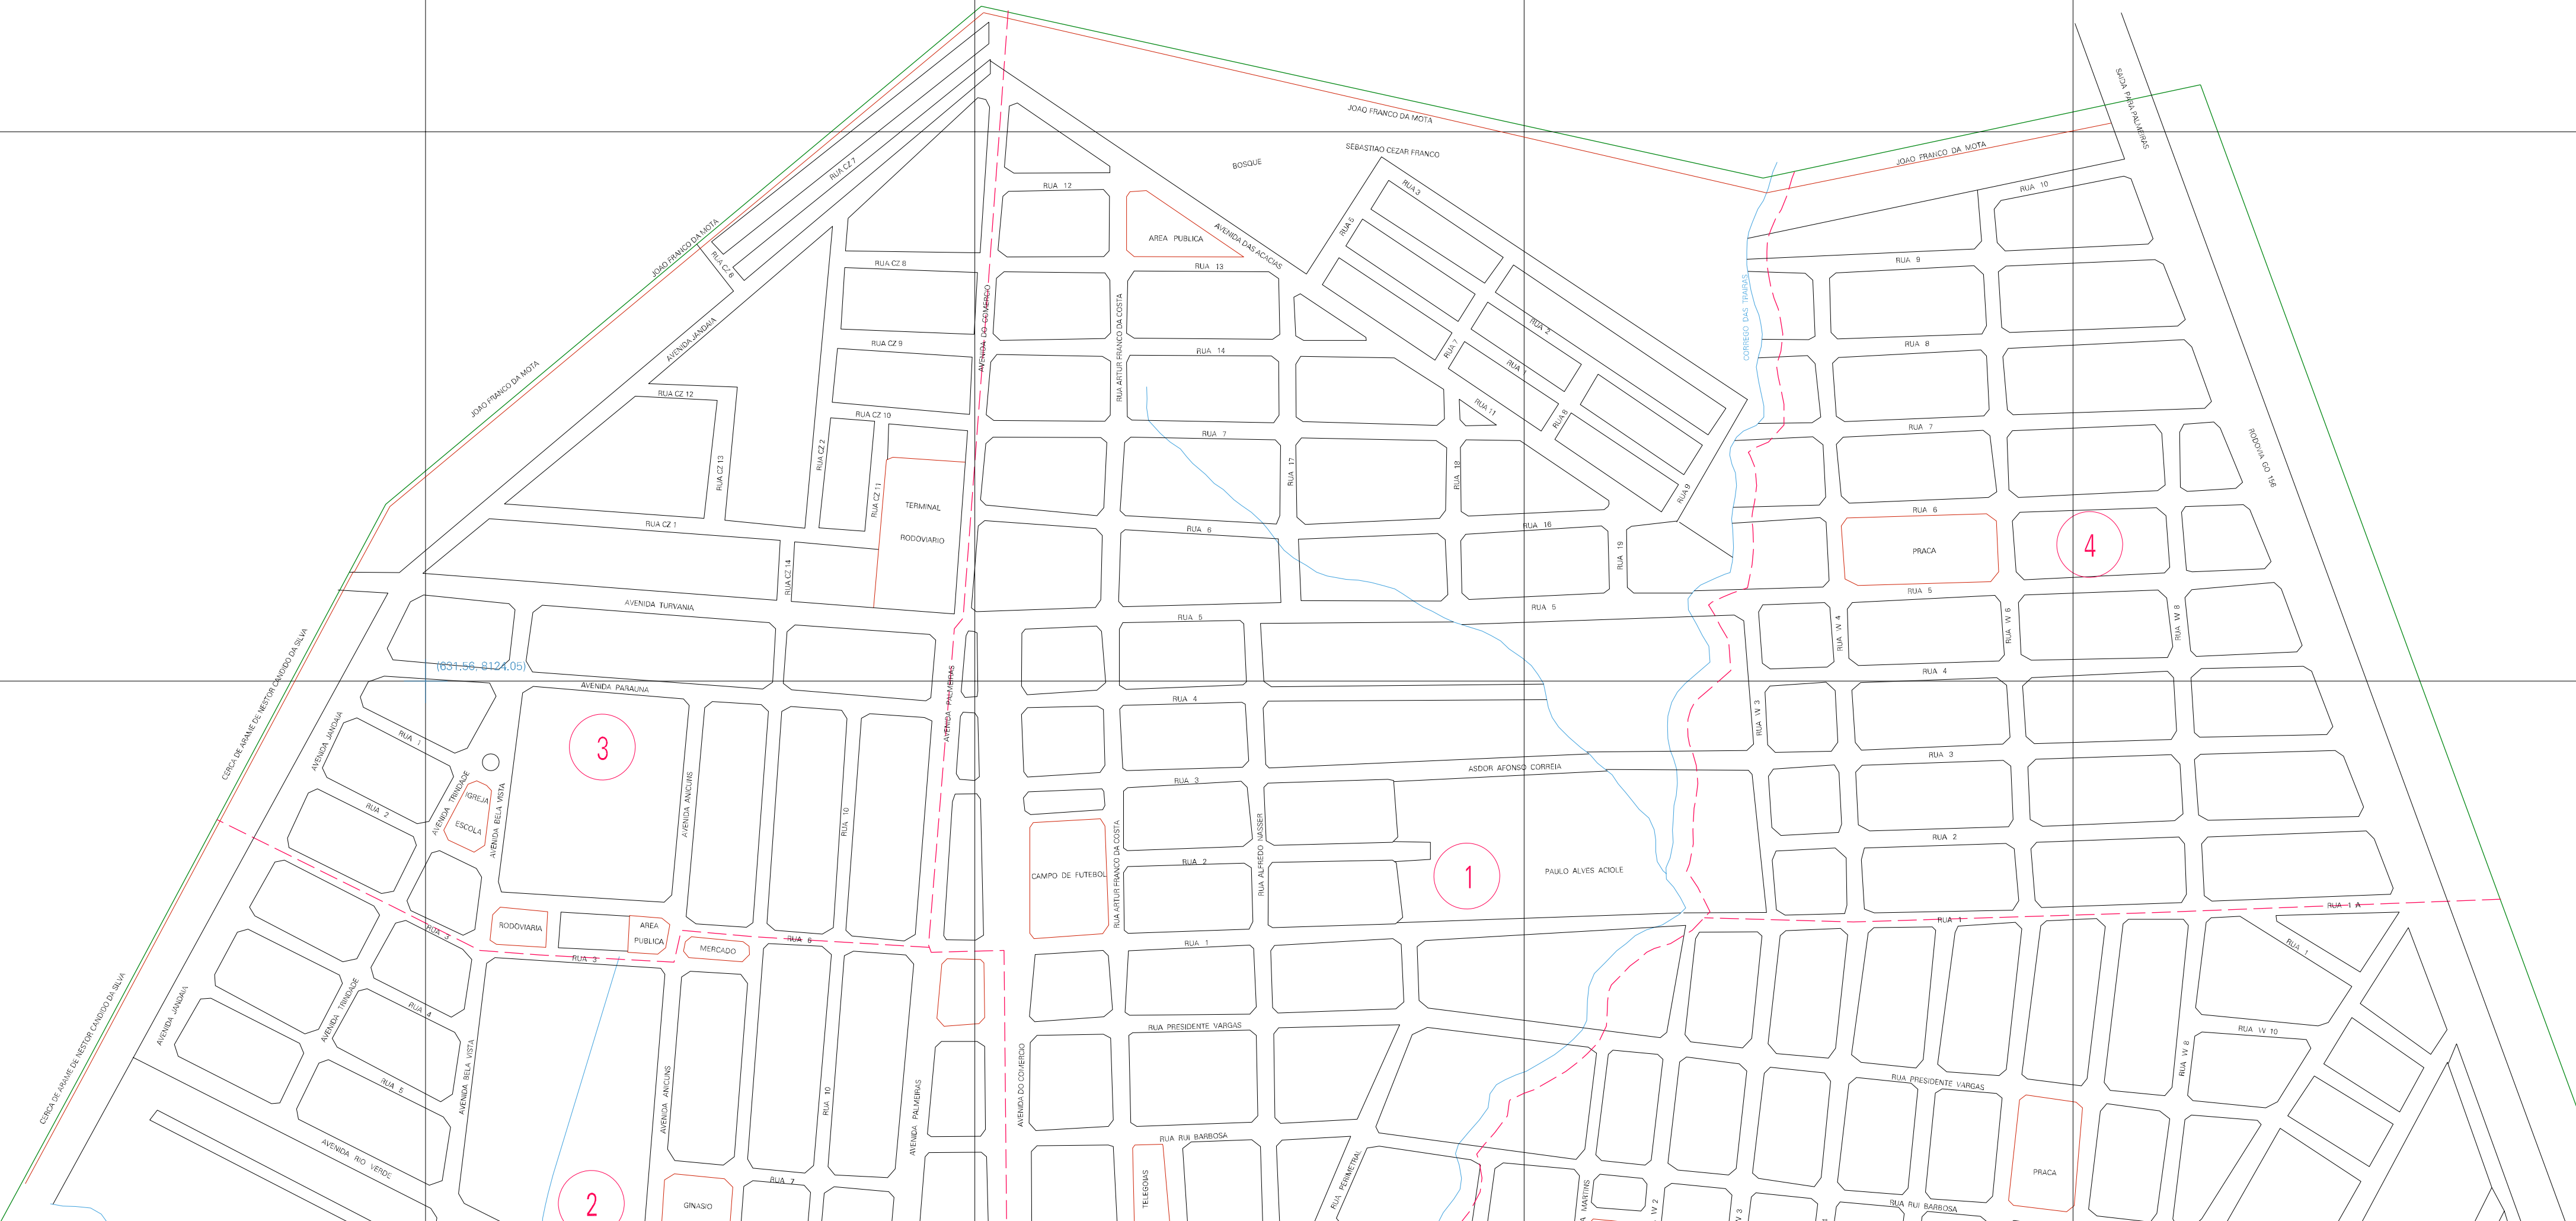 JOAO FRANCO DA MOTA
SAIDA PARA PALMEIRAS
SEBASTIAO CEZAR FRANCO
JOAO FRANCO DA MOTA
BOSQUE
RUA CZ 7
RUA 12
RUA 3
RUA 10
JOAO FRANCO DA MOTA
RUA CZ 6
AREA PUBLICA
AVENIDA DAS ACACIAS
RUA 5
RUA CZ 8
RUA 13
RUA 9
AVENIDA JANDAIA
AVENIDA DO COMERCIO
RUA ARTUR FRANCO DA COSTA
CORREGO DAS TRAIRAS
RUA 2
RUA CZ 9
RUA 14
RUA 7
RUA 8
JOAO FRANCO DA MOTA
RUA CZ 12
RUA CZ 10
RUA 11
RUA 8
RUA 7
RUA 7
RODOVIA GO 156
RUA CZ 13
RUA CZ 2
RUA CZ 11
TERMINAL
RODOVIARIO
RUA 17
RUA 18
RUA 9
RUA CZ 1
RUA 6
RUA 16
RUA 19
RUA 6
PRACA
4
RUA CZ 14
AVENIDA TURVANIA
RUA 5
RUA 5
RUA 5
RUA W 4
RUA W 6
RUA W 8
CERCA DE ARAME DE NESTOR CANDIDO DA SILVA
(631.56, 8124.05)
AVENIDA PARAUNA
AVENIDA PALMEIRAS
RUA 4
RUA 4
RUA W 3
AVENIDA JANDAIA
RUA 1
3
RUA 3
ASDOR AFONSO CORREIA
RUA 3
AVENIDA TRINDADE
IGREJA
ESCOLA
AVENIDA BELA VISTA
AVENIDA ANICUNS
RUA 10
RUA 2
RUA 2
RUA 2
CAMPO DE FUTEBOL
RUA ARTUR FRANCO DA COSTA
RUA ALFREDO NASSER
1
PAULO ALVES ACIOLE
RUA 3
RODOVIARIA
AREA
PUBLICA
MERCADO
RUA 6
RUA 3
RUA 1
RUA 1
RUA 1 A
RUA 1
CERCA DE ARAME DE NESTOR CANDIDO DA SILVA
AVENIDA JANDAIA
AVENIDA TRINDADE
RUA 4
RUA PRESIDENTE VARGAS
RUA W 10
RUA W 8
RUA 5
AVENIDA BELA VISTA
AVENIDA ANICUNS
RUA 10
AVENIDA PALMEIRAS
AVENIDA DO COMERCIO
RUA PRESIDENTE VARGAS
AVENIDA RIO VERDE
RUA RUI BARBOSA
RUA PERIMETRAL
PRACA
2
RUA 7
GINASIO
TELEGOIAS
MARTINS
W 2
W 3
RUA RUI BARBOSA